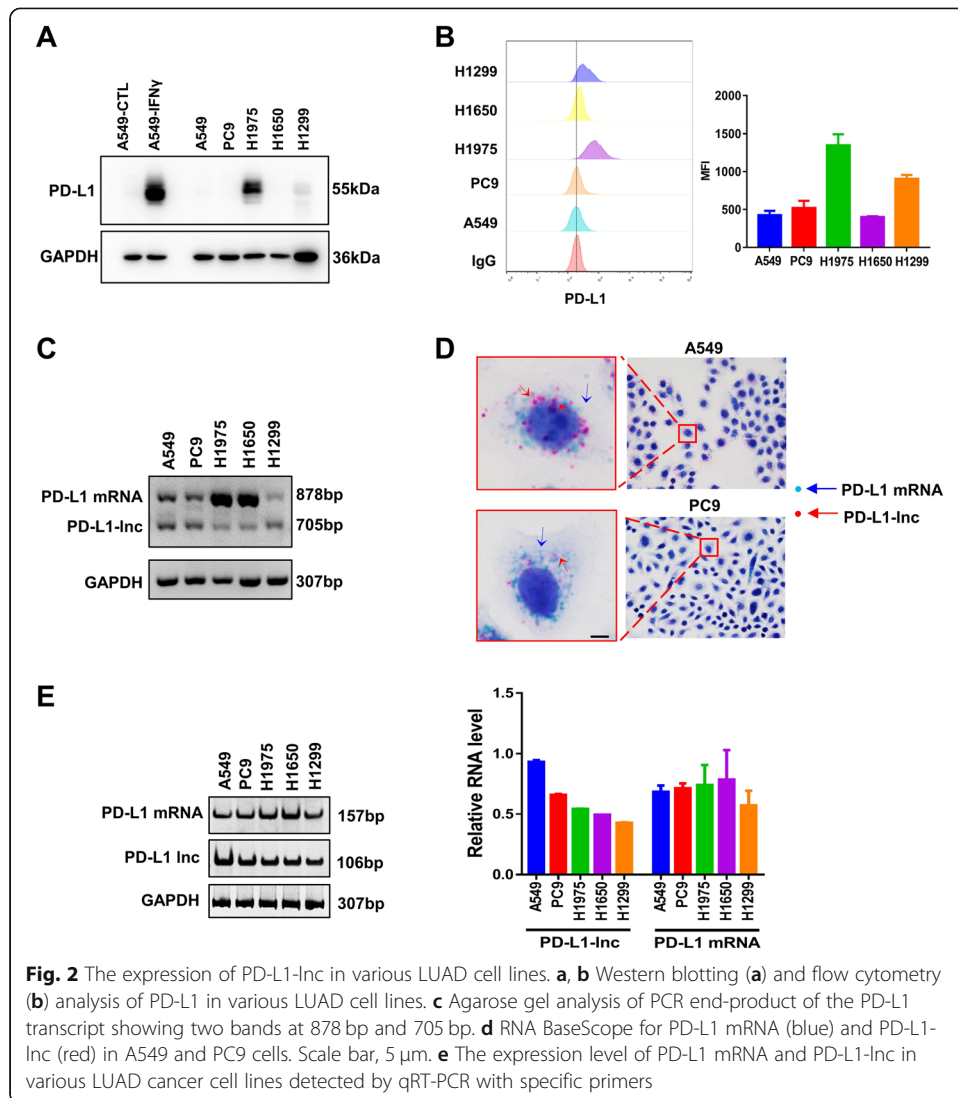 A
A549-CTL
A549-IFNγ
A549
PC9
H1975
H1650
H1299
PD-L1
55kDa
GAPDH
36kDa
B
H1299
H1650
H1975
PC9
A549
IgG
PD-L1
MFI
2000
1500
1000
500
0
A549
PC9
H1975
H1650
H1299
C
A549
PC9
H1975
H1650
H1299
PD-L1 mRNA
878bp
PD-L1-lnc
705bp
GAPDH
307bp
D
A549
PC9
PD-L1 mRNA
PD-L1-lnc
E
A549
PC9
H1975
H1650
H1299
PD-L1 mRNA
157bp
PD-L1 lnc
106bp
GAPDH
307bp
Relative RNA level
1.5
1.0
0.5
0.0
A549
PC9
H1975
H1650
H1299
A549
PC9
H1975
H1650
H1299
PD-L1-lnc
PD-L1 mRNA
Fig. 2 The expression of PD-L1-lnc in various LUAD cell lines. a, b Western blotting (a) and flow cytometry
(b) analysis of PD-L1 in various LUAD cell lines. c Agarose gel analysis of PCR end-product of the PD-L1
transcript showing two bands at 878 bp and 705 bp. d RNA BaseScope for PD-L1 mRNA (blue) and PD-L1-
lnc (red) in A549 and PC9 cells. Scale bar, 5 μm. e The expression level of PD-L1 mRNA and PD-L1-lnc in
various LUAD cancer cell lines detected by qRT-PCR with specific primers